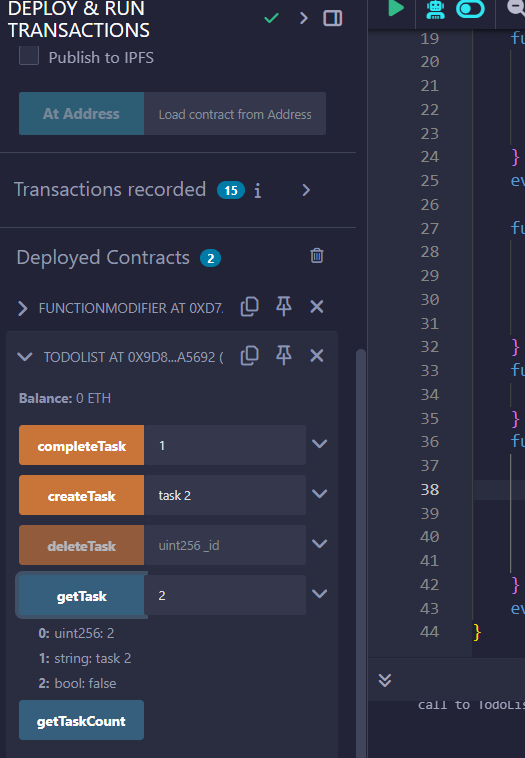 DEPLOY & RUN
TRANSACTIONS
Publish to IPFS
At Address Load contract from Address
Transactions recorded 15 i
Deployed Contracts 2
FUNCTIONMODIFIER AT 0XD7.
TODOLIST AT 0X9D8...A5692 (
Balance: 0 ETH
completeTask 1
createTask task 2
deleteTask uint256 _id
getTask 2
0: uint256: 2
1: string: task 2
2: bool: false
getTaskCount
19 fu
20
21
22
23
24 }
25 ev
26
27 fu
28
29
30
31
32 }
33 fu
34
35 }
36 fu
37
38
39
40
41
42 }
43 ev
44 }
call to TodoLis